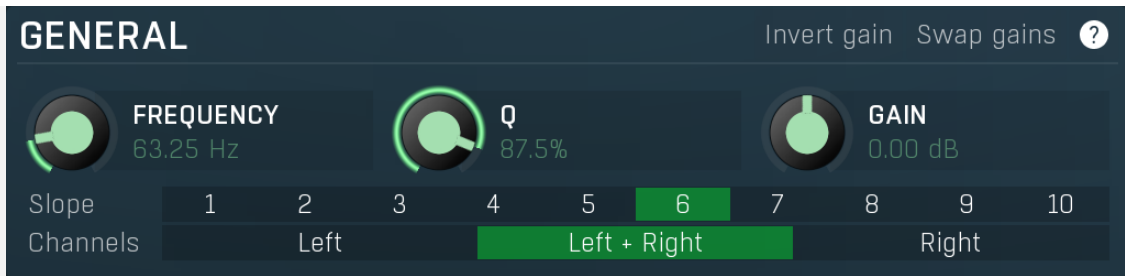 GENERAL Invert gain Swap gains ?
FREQUENCY Q GAIN
63.25 Hz 87.5% 0.00 dB
Slope 1 2 3 4 5 6 7 8 9 10
Channels Left Left + Right Right